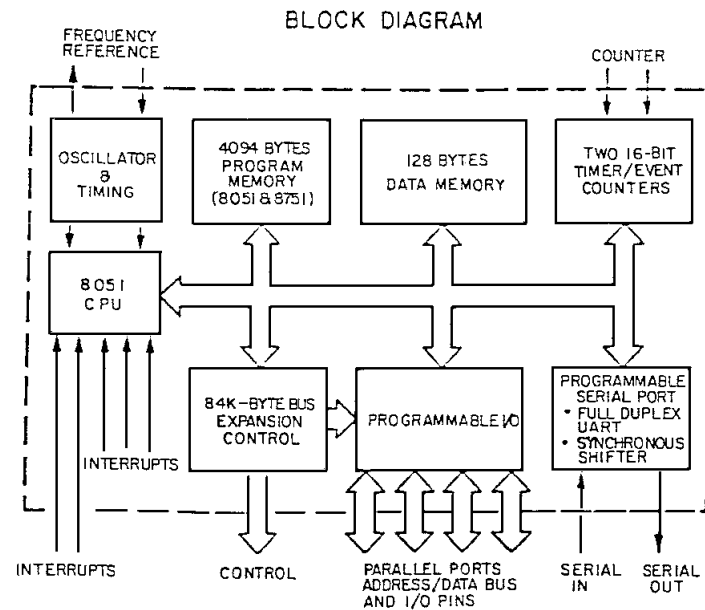 BLOCK DIAGRAM
FREQUENCY
REFERENCE
COUNTER
OSCILLATOR
&
TIMING
4094 BYTES
PROGRAM
MEMORY
(8051 & 8751)
128 BYTES
DATA MEMORY
TWO 16-BIT
TIMER/EVENT
COUNTERS
8051
CPU
84K-BYTE BUS
EXPANSION
CONTROL
PROGRAMMABLE I/O
PROGRAMMABLE
SERIAL PORT
• FULL DUPLEX
UART
• SYNCHRONOUS
SHIFTER
INTERRUPTS
INTERRUPTS
CONTROL
PARALLEL PORTS
ADDRESS/DATA BUS
AND I/O PINS
SERIAL
IN
SERIAL
OUT